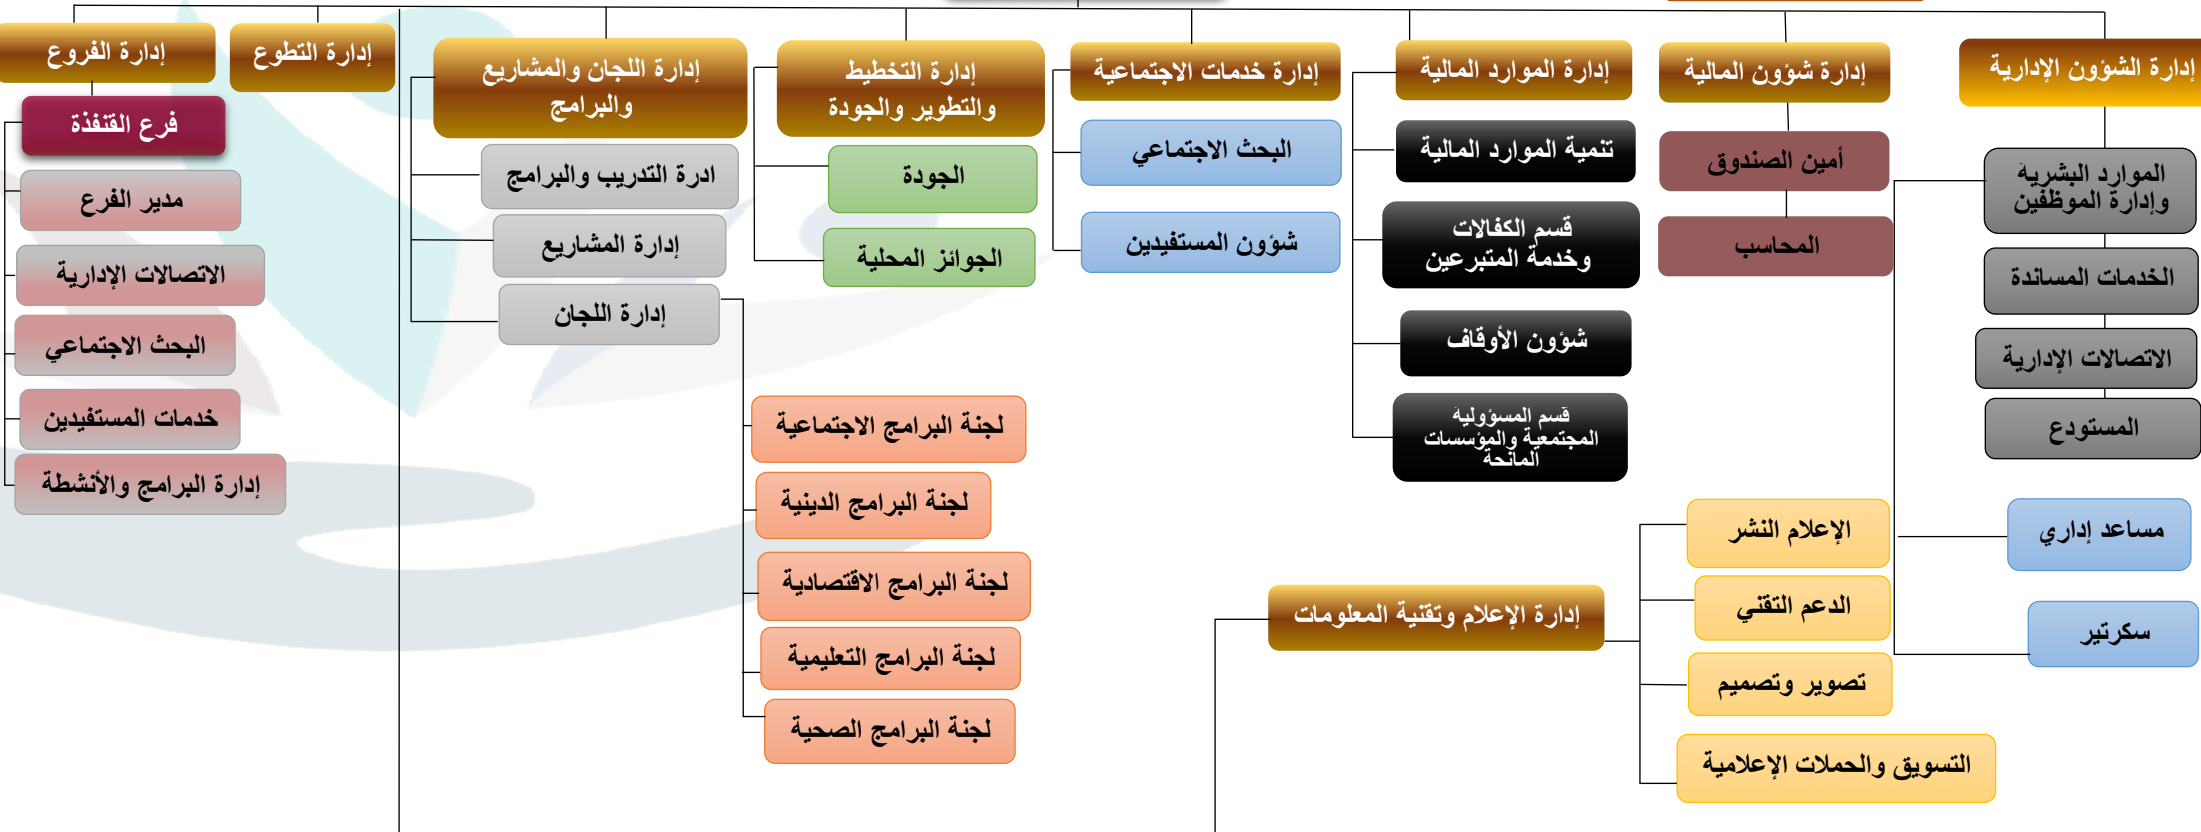 إدارة الشؤون الإدارية
الموارد البشرية
وإدارة الموظفين
الخدمات المساندة
الاتصالات الإدارية
المستودع
مساعد إداري
سكرتير
إدارة شؤون المالية
أمين الصندوق
المحاسب
إدارة الموارد المالية
تنمية الموارد المالية
قسم الكفالات
وخدمة المتبرعين
شؤون الأوقاف
قسم المسؤولية
المجتمعية والمؤسسات
المانحة
إدارة خدمات الاجتماعية
البحث الاجتماعي
شؤون المستفيدين
إدارة التخطيط
والتطوير والجودة
الجودة
الجوائز المحلية
إدارة اللجان والمشاريع
والبرامج
ادرة التدريب والبرامج
إدارة المشاريع
إدارة اللجان
لجنة البرامج الاجتماعية
لجنة البرامج الدينية
لجنة البرامج الاقتصادية
لجنة البرامج التعليمية
لجنة البرامج الصحية
إدارة التطوع
إدارة الفروع
فرع القنفذة
مدير الفرع
الاتصالات الإدارية
البحث الاجتماعي
خدمات المستفيدين
إدارة البرامج والأنشطة
إدارة الإعلام وتقنية المعلومات
الإعلام النشر
الدعم التقني
تصوير وتصميم
التسويق والحملات الإعلامية